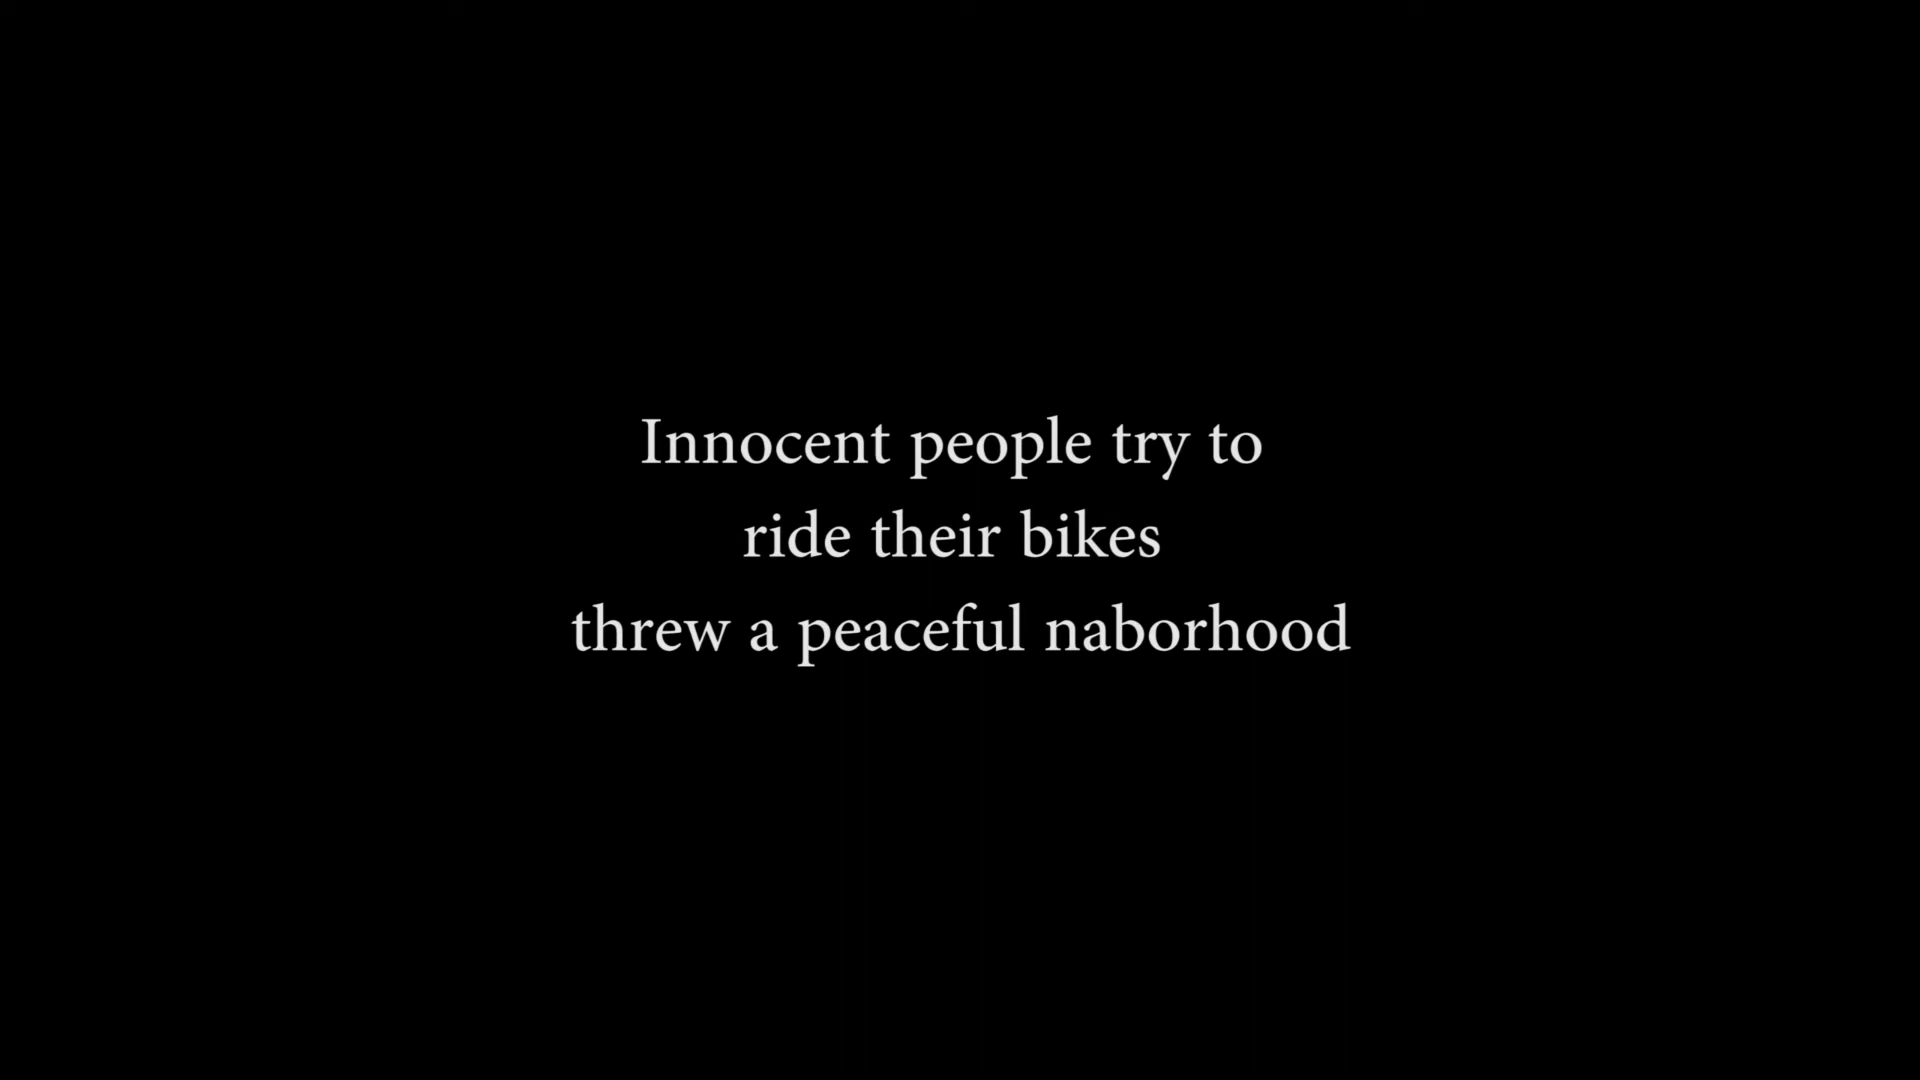 Innocent people try to
ride their bikes
threw a peaceful naborhood